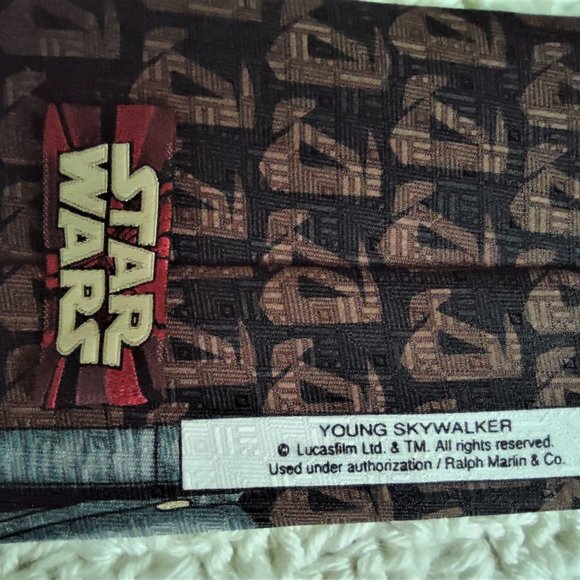 STAR
WARS
YOUNG SKYWALKER
© Lucasfilm Ltd. & TM. All rights reserved.
Used under authorization / Ralph Marlin & Co.